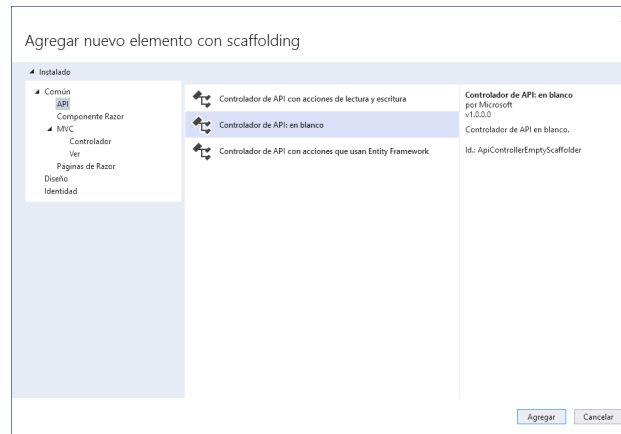 Agregar nuevo elemento con scaffolding
Instalado
Común
API
Componente Razor
MVC
Controlador
Ver
Páginas de Razor
Diseño
Identidad
Controlador de API con acciones de lectura y escritura
Controlador de API: en blanco
Controlador de API con acciones que usan Entity Framework
Controlador de API: en blanco
por Microsoft
v1.0.0.0
Controlador de API en blanco.
Id.: ApiControllerEmptyScaffolder
Agregar
Cancelar